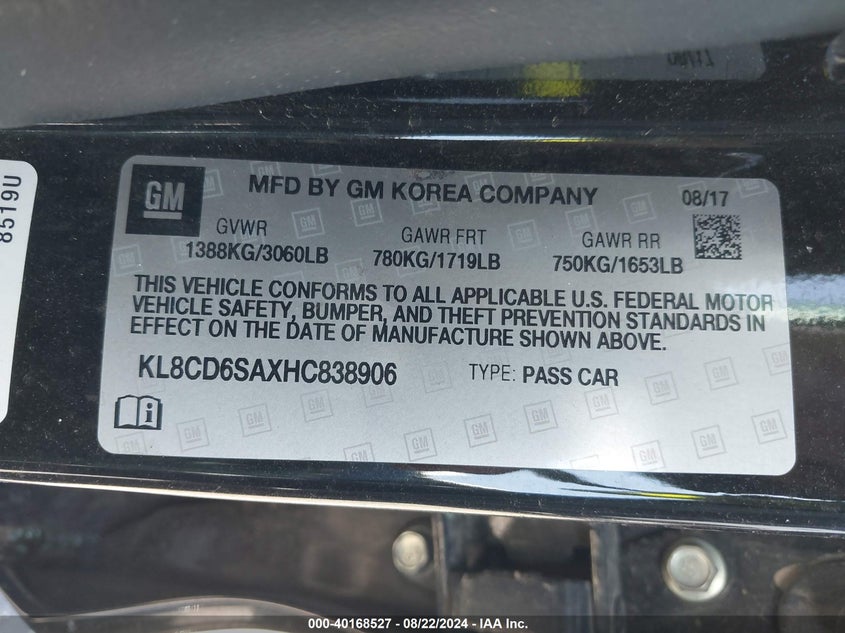 8519U
GM
MFD BY GM KOREA COMPANY
08/17
GVWR
1388KG/3060LB
GAWR FRT
780KG/1719LB
GAWR RR
750KG/1653LB
THIS VEHICLE CONFORMS TO ALL APPLICABLE U.S. FEDERAL MOTOR
VEHICLE SAFETY, BUMPER, AND THEFT PREVENTION STANDARDS IN
EFFECT ON THE DATE OF MANUFACTURE SHOWN ABOVE.
KL8CD6SAXHC838906
TYPE: PASS CAR
000-40168527 - 08/22/2024 - IAA Inc.